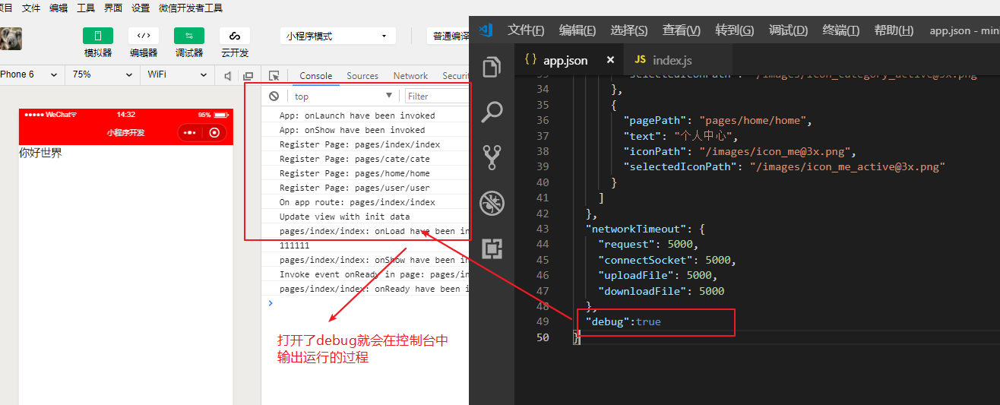 项目 文件 编辑 工具 界面 设置 微信开发者工具
模拟器 编辑器 调试器 云开发
小程序模式
普通编译
Phone 6 75% WiFi
Console Sources Network Securit
top Filter
WeChat 14:32 95%
小程序开发
你好世界
App: onLaunch have been invoked
App: onShow have been invoked
Register Page: pages/index/index
Register Page: pages/cate/cate
Register Page: pages/home/home
Register Page: pages/user/user
On app route: pages/index/index
Update view with init data
pages/index/index: onLoad have been in
111111
pages/index/index: onShow have been in
Invoke event onReady in page: pages/in
pages/index/index: onReady have been i
>
打开了debug就会在控制台中
输出运行的过程
文件(F) 编辑(E) 选择(S) 查看(V) 转到(G) 调试(D) 终端(T) 帮助(H) app.json - mini
{ } app.json × JS index.js
33 "selectedIconPath": "/images/icon_category_active@3x.png"
34 },
35 {
36 "pagePath": "pages/home/home",
37 "text": "个人中心",
38 "iconPath": "/images/icon_me@3x.png",
39 "selectedIconPath": "/images/icon_me_active@3x.png"
40 }
41 ]
42 },
43 "networkTimeout": {
44 "request": 5000,
45 "connectSocket": 5000,
46 "uploadFile": 5000,
47 "downloadFile": 5000
48 },
49 "debug":true
50 }